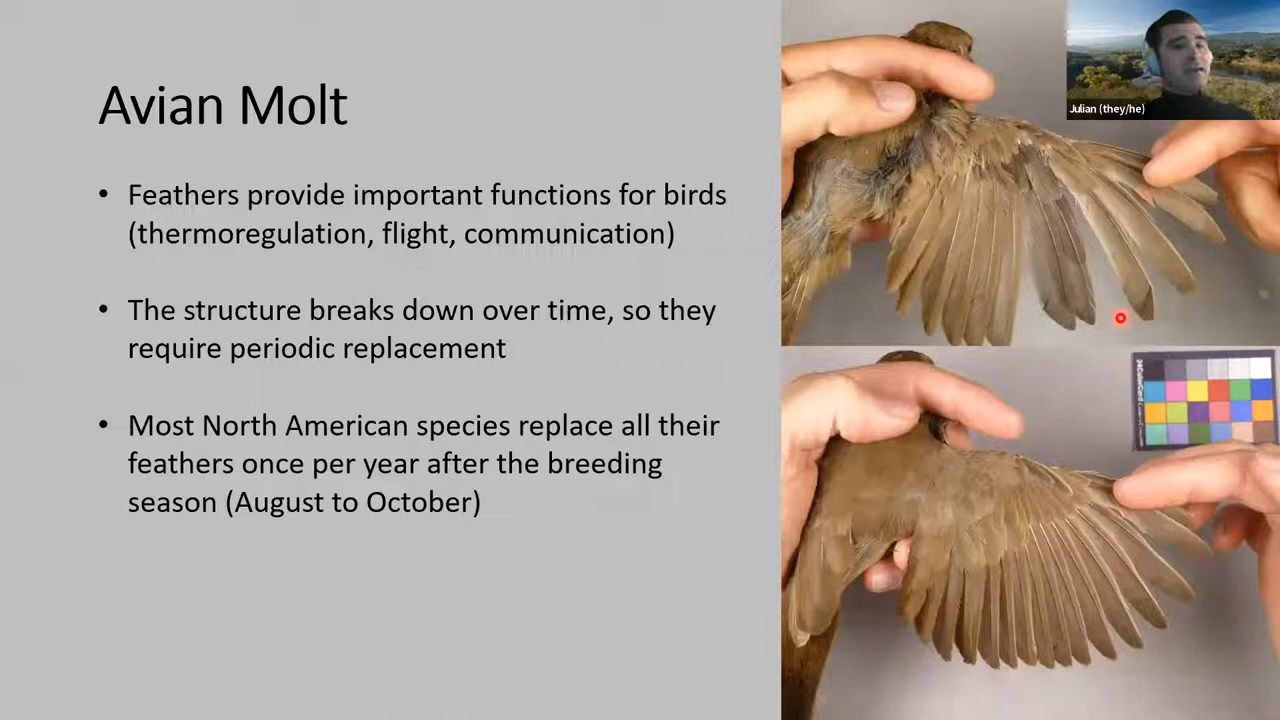 Avian Molt
• Feathers provide important functions for birds
(thermoregulation, flight, communication)
• The structure breaks down over time, so they
require periodic replacement
• Most North American species replace all their
feathers once per year after the breeding
season (August to October)
Julian (they/he)